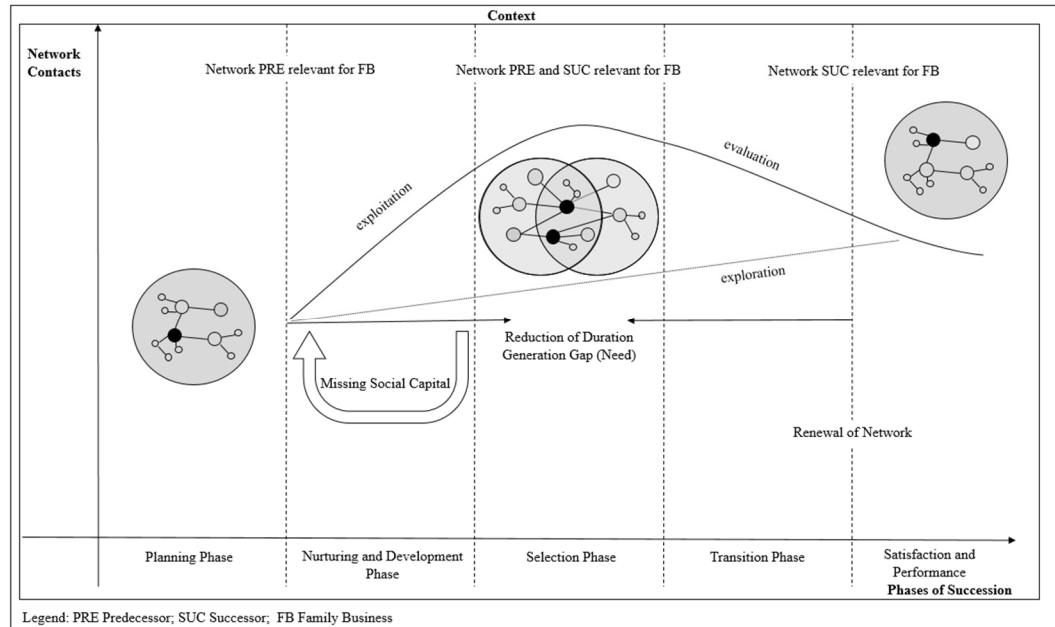 Context
Network
Contacts
Network PRE relevant for FB
Network PRE and SUC relevant for FB
Network SUC relevant for FB
exploitation
evaluation
exploration
Reduction of Duration
Generation Gap (Need)
Missing Social Capital
Renewal of Network
Planning Phase
Nurturing and Development
Phase
Selection Phase
Transition Phase
Satisfaction and
Performance
Phases of Succession
Legend: PRE Predecessor; SUC Successor; FB Family Business